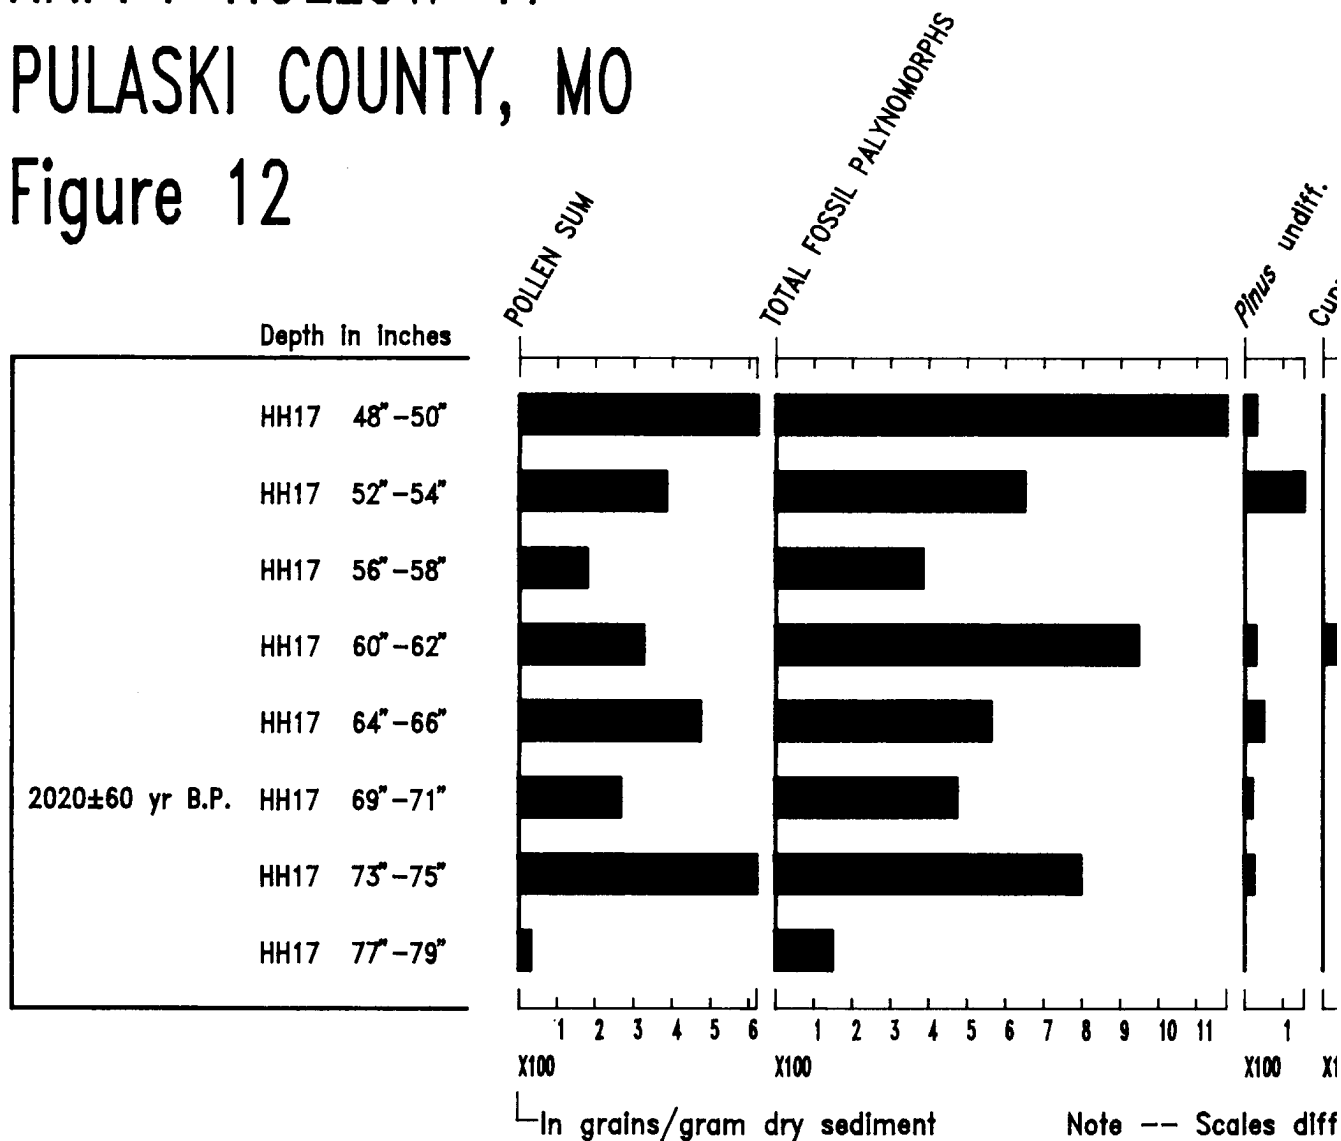 PULASKI COUNTY, MO
Figure 12
POLLEN SUM
TOTAL FOSSIL PALYNOMORPHS
Pinus undiff.
Depth in inches
HH17 48"-50"
HH17 52"-54"
HH17 56"-58"
HH17 60"-62"
HH17 64"-66"
2020±60 yr B.P. HH17 69"-71"
HH17 73"-75"
HH17 77"-79"
1 2 3 4 5 6 1 2 3 4 5 6 7 8 9 10 11 1
X100 X100 X100
In grains/gram dry sediment Note -- Scales